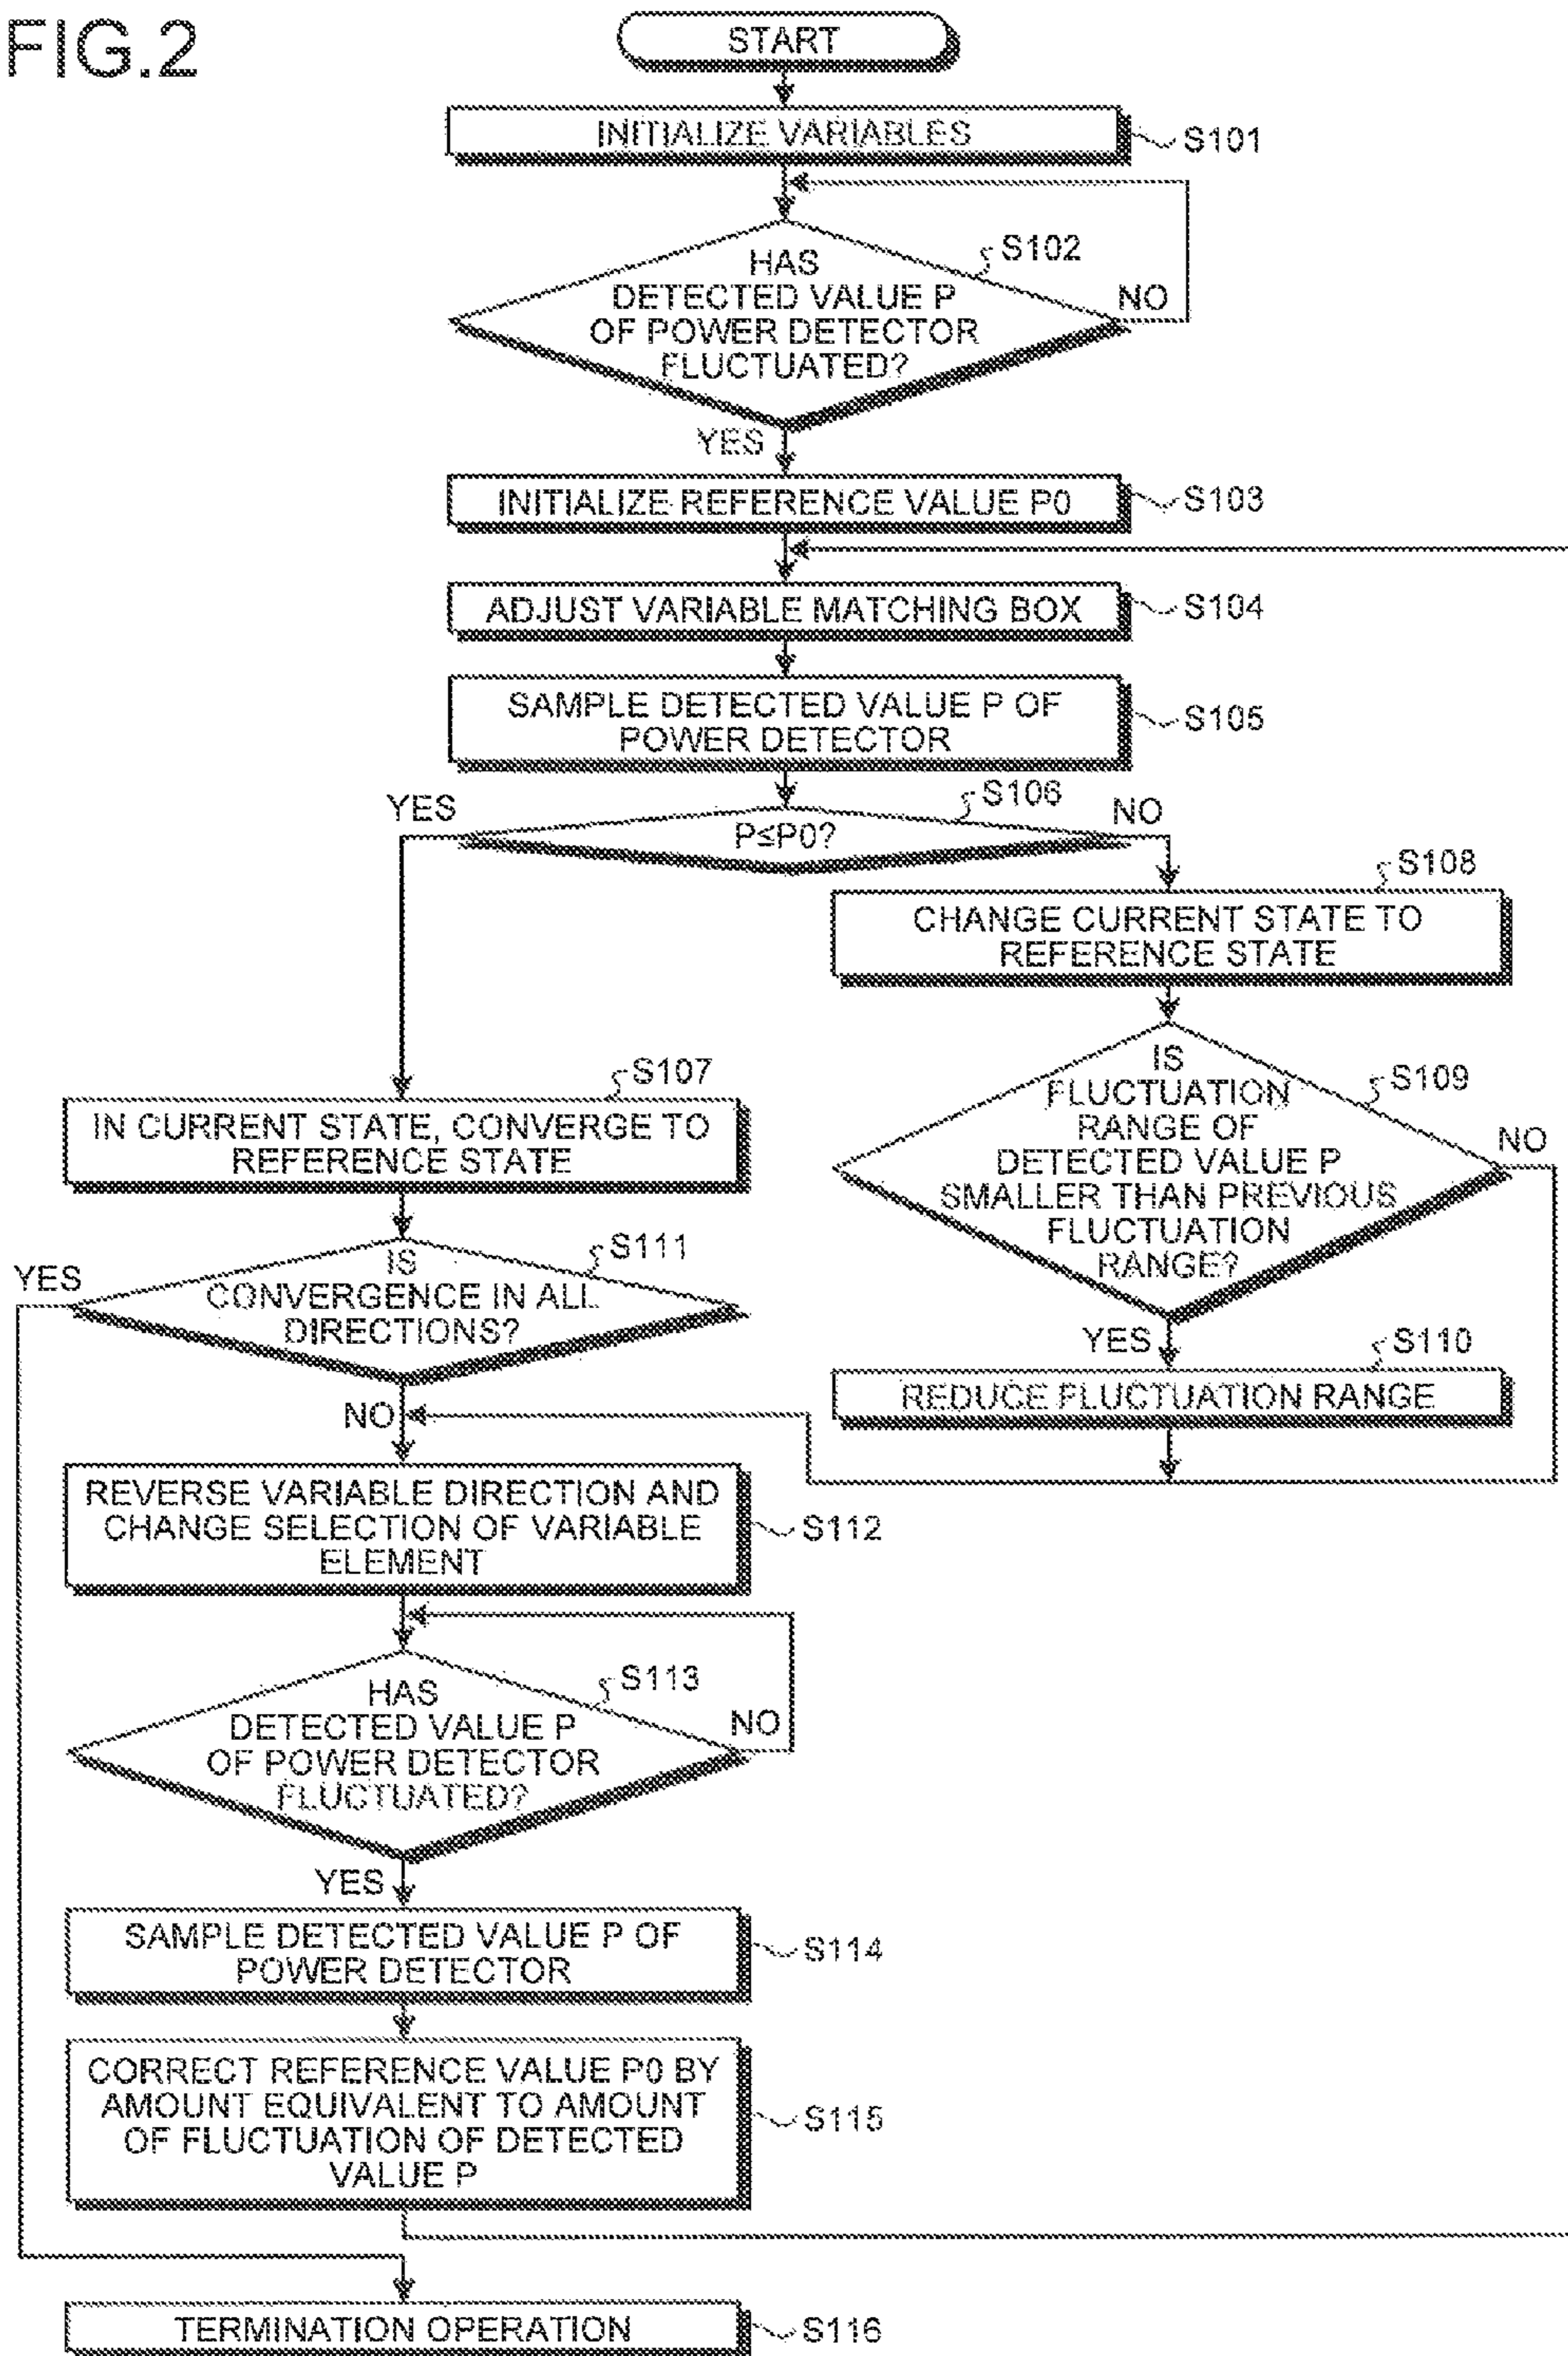 FIG.2
START
INITIALIZE VARIABLES
S101
S102
HAS
DETECTED VALUE P
OF POWER DETECTOR
FLUCTUATED?
NO
YES
INITIALIZE REFERENCE VALUE P0
S103
ADJUST VARIABLE MATCHING BOX
S104
SAMPLE DETECTED VALUE P OF
POWER DETECTOR
S105
S106
YES
P≤P0?
NO
S108
CHANGE CURRENT STATE TO
REFERENCE STATE
S107
IN CURRENT STATE, CONVERGE TO
REFERENCE STATE
S109
IS
FLUCTUATION
RANGE OF
DETECTED VALUE P
SMALLER THAN PREVIOUS
FLUCTUATION
RANGE?
NO
YES
S111
IS
CONVERGENCE IN ALL
DIRECTIONS?
YES
NO
S110
REDUCE FLUCTUATION RANGE
REVERSE VARIABLE DIRECTION AND
CHANGE SELECTION OF VARIABLE
ELEMENT
S112
S113
HAS
DETECTED VALUE P
OF POWER DETECTOR
FLUCTUATED?
NO
YES
SAMPLE DETECTED VALUE P OF
POWER DETECTOR
S114
CORRECT REFERENCE VALUE P0 BY
AMOUNT EQUIVALENT TO AMOUNT
OF FLUCTUATION OF DETECTED
VALUE P
S115
TERMINATION OPERATION
S116